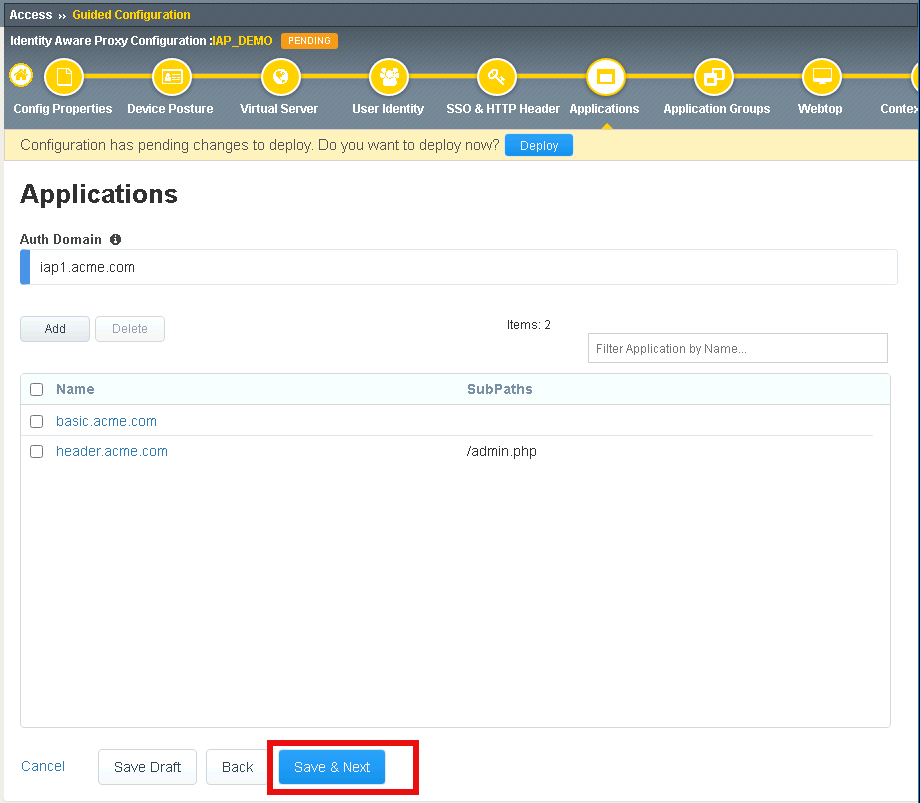 Access ›› Guided Configuration
Identity Aware Proxy Configuration :IAP_DEMO PENDING
Config Properties Device Posture Virtual Server User Identity SSO & HTTP Header Applications Application Groups Webtop Contex
Configuration has pending changes to deploy. Do you want to deploy now? Deploy
Applications
Auth Domain
iap1.acme.com
Add Delete Items: 2
Filter Application by Name...
Name SubPaths
basic.acme.com
header.acme.com /admin.php
Cancel Save Draft Back Save & Next